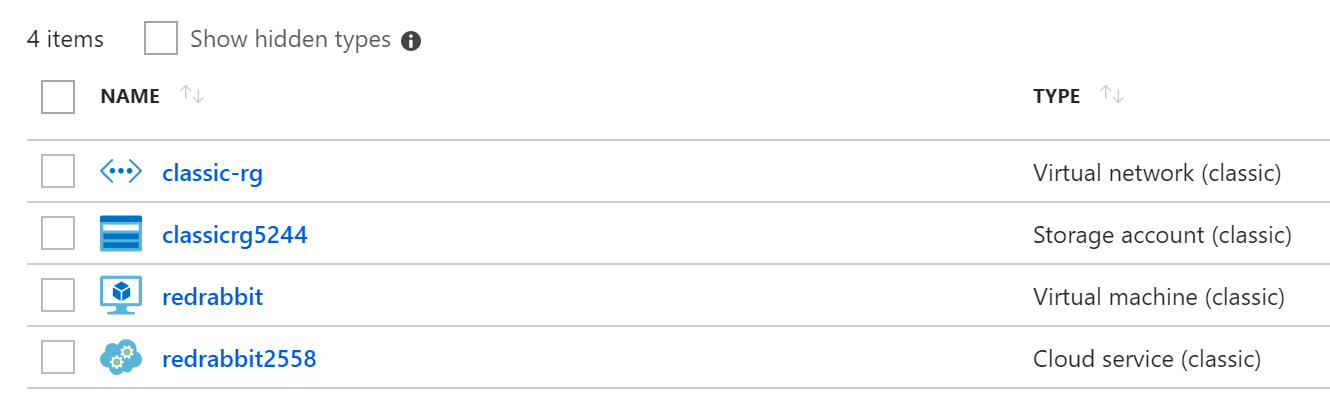 4 items Show hidden types
NAME TYPE
classic-rg Virtual network (classic)
classicrg5244 Storage account (classic)
redrabbit Virtual machine (classic)
redrabbit2558 Cloud service (classic)